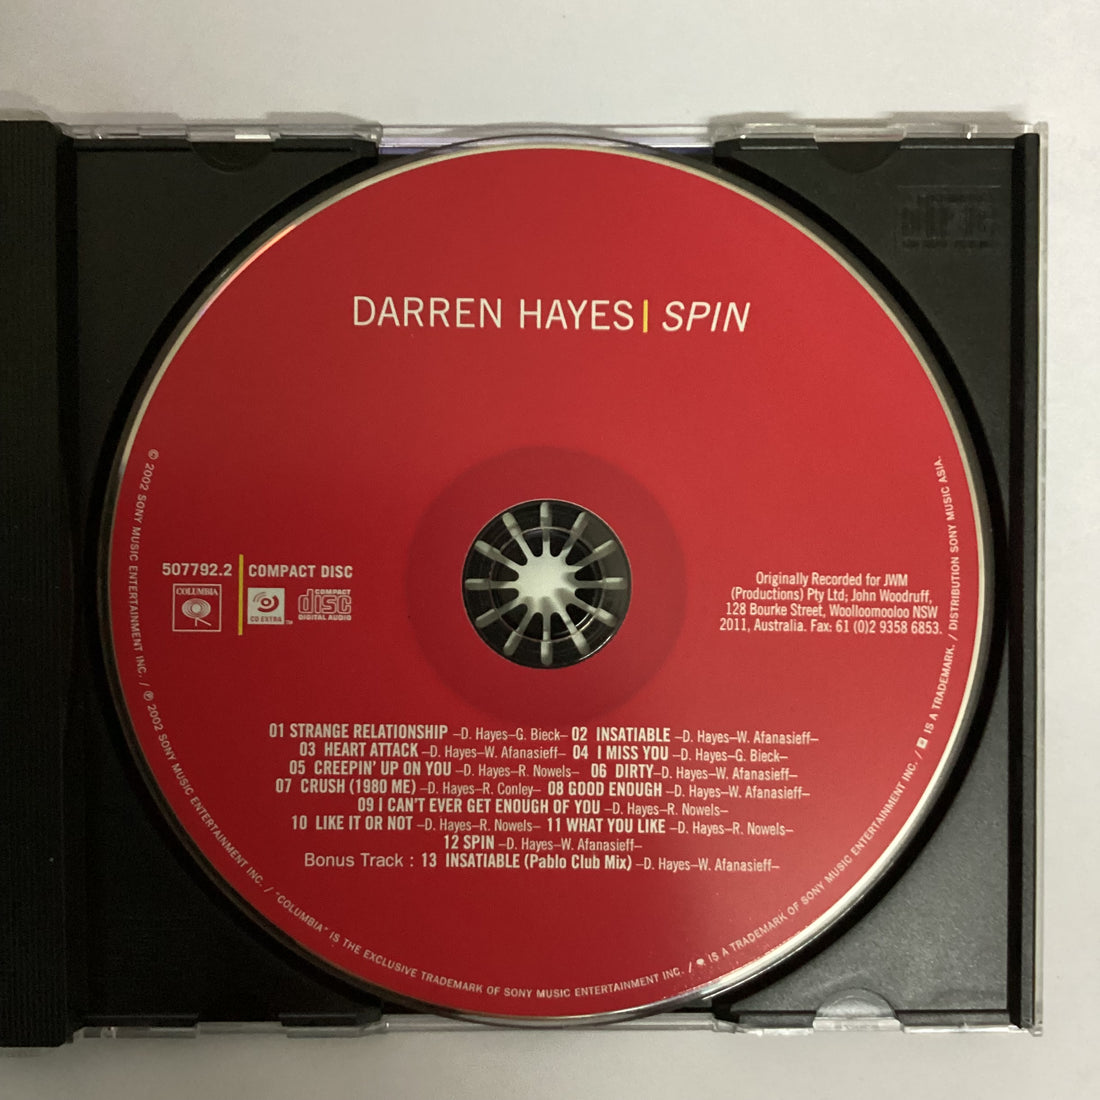 DARREN HAYES | SPIN
507792.2
COMPACT DISC
COLUMBIA
CD EXTRA
TM
COMPACT
disc
DIGITAL AUDIO
Originally Recorded for JWM
(Productions) Pty Ltd; John Woodruff,
128 Bourke Street, Woolloomooloo NSW
2011, Australia. Fax: 61 (0)2 9358 6853.
01 STRANGE RELATIONSHIP –D. Hayes–G. Bieck– 02 INSATIABLE –D. Hayes–W. Afanasieff–
03 HEART ATTACK –D. Hayes–W. Afanasieff– 04 I MISS YOU –D. Hayes–G. Bieck–
05 CREEPIN' UP ON YOU –D. Hayes–R. Nowels– 06 DIRTY–D. Hayes–W. Afanasieff–
07 CRUSH (1980 ME) –D. Hayes–R. Conley– 08 GOOD ENOUGH –D. Hayes–W. Afanasieff–
09 I CAN'T EVER GET ENOUGH OF YOU –D. Hayes–R. Nowels–
10 LIKE IT OR NOT –D. Hayes–R. Nowels– 11 WHAT YOU LIKE –D. Hayes–R. Nowels–
12 SPIN –D. Hayes–W. Afanasieff–
Bonus Track : 13 INSATIABLE (Pablo Club Mix) –D. Hayes–W. Afanasieff–
© 2002 SONY MUSIC ENTERTAINMENT INC. / ℗ 2002 SONY MUSIC ENTERTAINMENT INC. / "COLUMBIA" IS THE EXCLUSIVE TRADEMARK OF SONY MUSIC ENTERTAINMENT INC. / IS A TRADEMARK OF SONY MUSIC ENTERTAINMENT INC. / IS A TRADEMARK. / DISTRIBUTION SONY MUSIC ASIA.